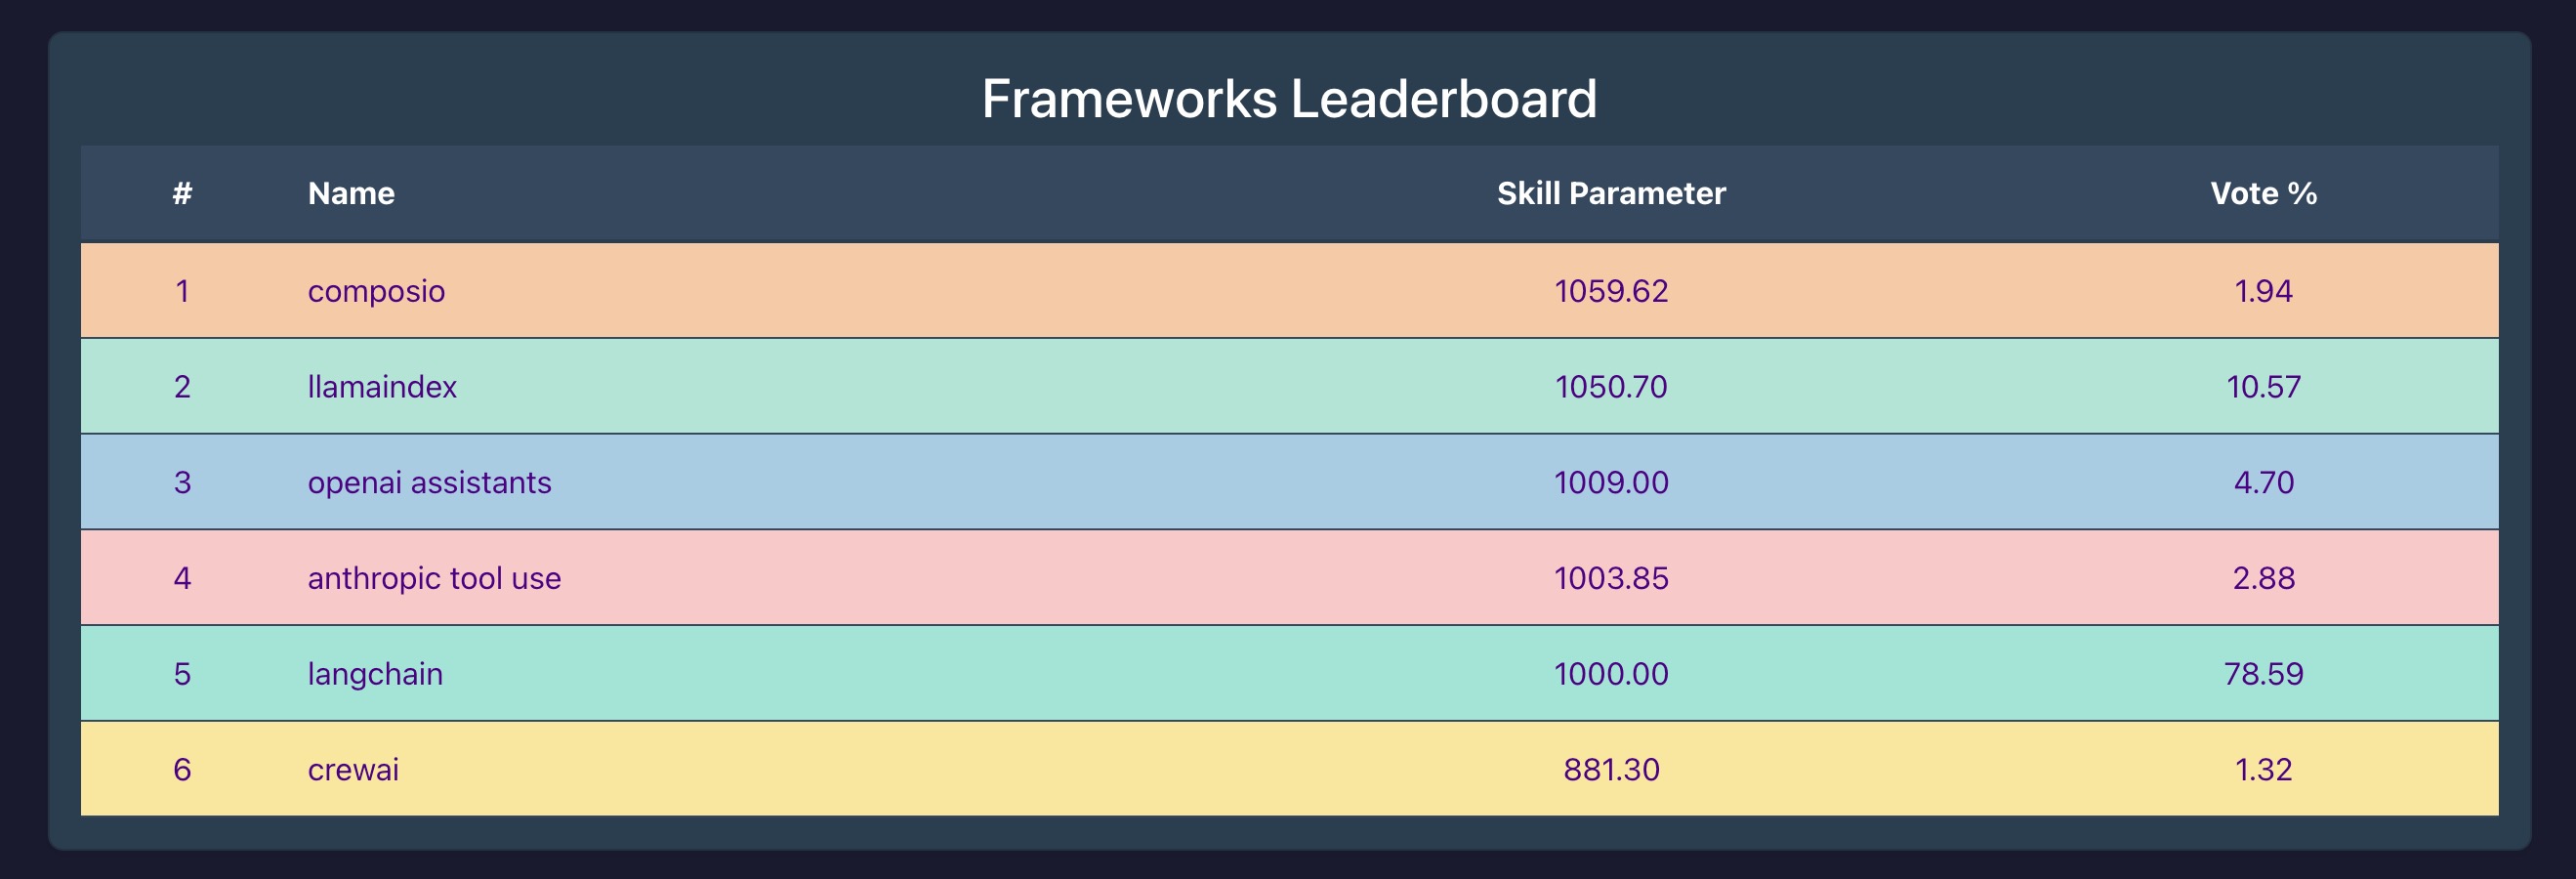 Frameworks Leaderboard
# Name Skill Parameter Vote %
1 composio 1059.62 1.94
2 llamaindex 1050.70 10.57
3 openai assistants 1009.00 4.70
4 anthropic tool use 1003.85 2.88
5 langchain 1000.00 78.59
6 crewai 881.30 1.32